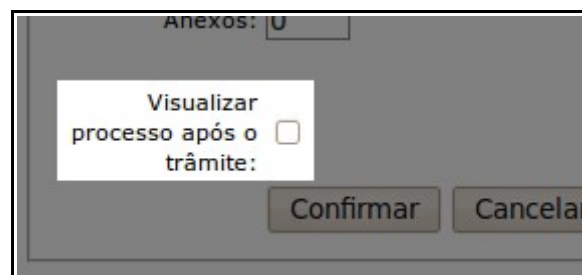 Anexos: 0
Visualizar
processo após o
trâmite:
Confirmar Cancelar